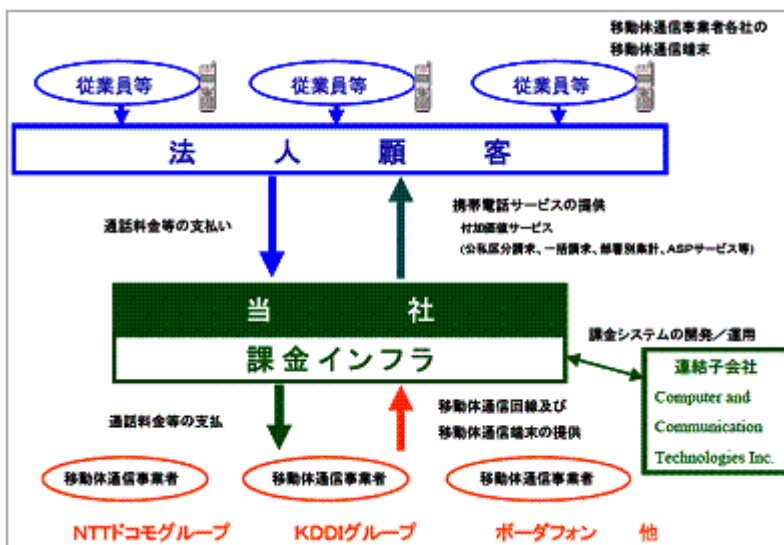 移動体通信事業者各社の
移動体通信端末
従業員等
従業員等
従業員等
法人顧客
通話料金等の支払い
携帯電話サービスの提供
付加価値サービス
(公私区分請求、一括請求、部署別集計、ASPサービス等)
当社
課金インフラ
課金システムの開発／運用
連結子会社
Computer and
Communication
Technologies Inc.
通話料金等の支払
移動体通信回線及び
移動体通信端末の提供
移動体通信事業者
移動体通信事業者
移動体通信事業者
NTTドコモグループ
KDDIグループ
ボーダフォン
他